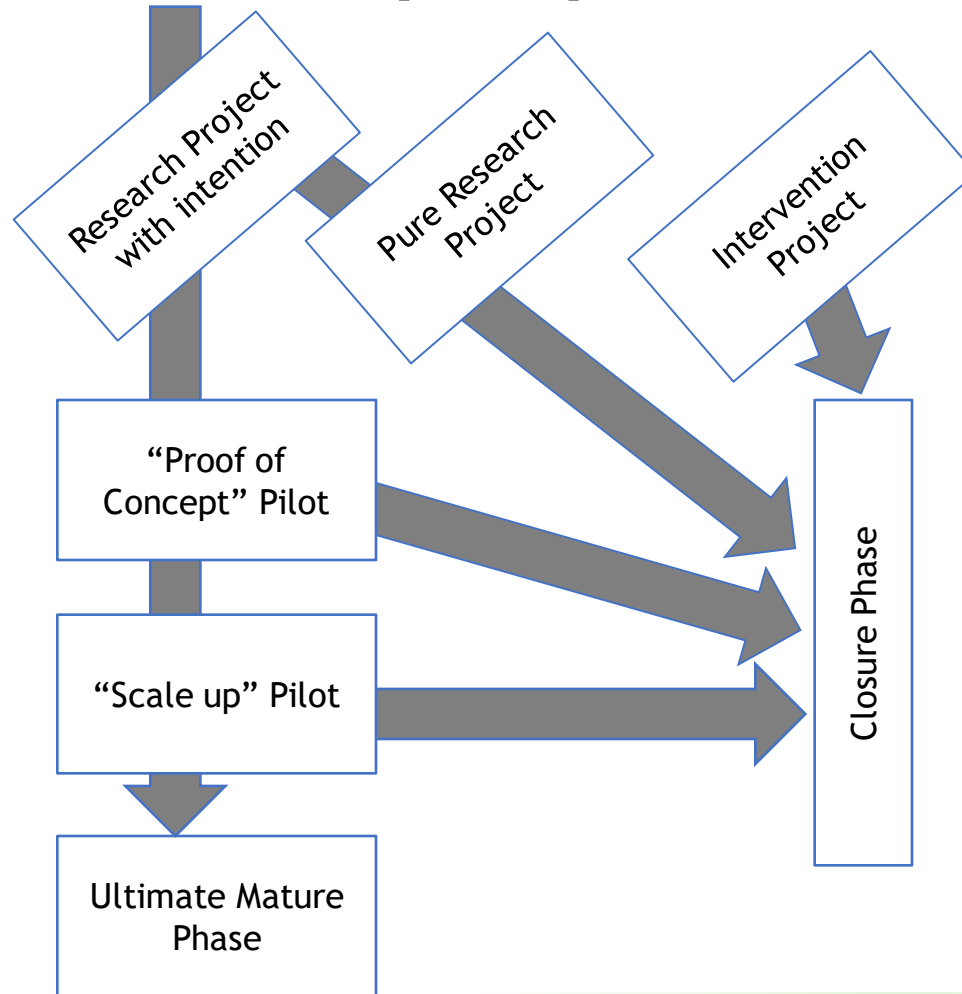 Research Project
with intention
Pure Research
Project
Intervention
Project
“Proof of
Concept” Pilot
“Scale up” Pilot
Closure Phase
Ultimate Mature
Phase